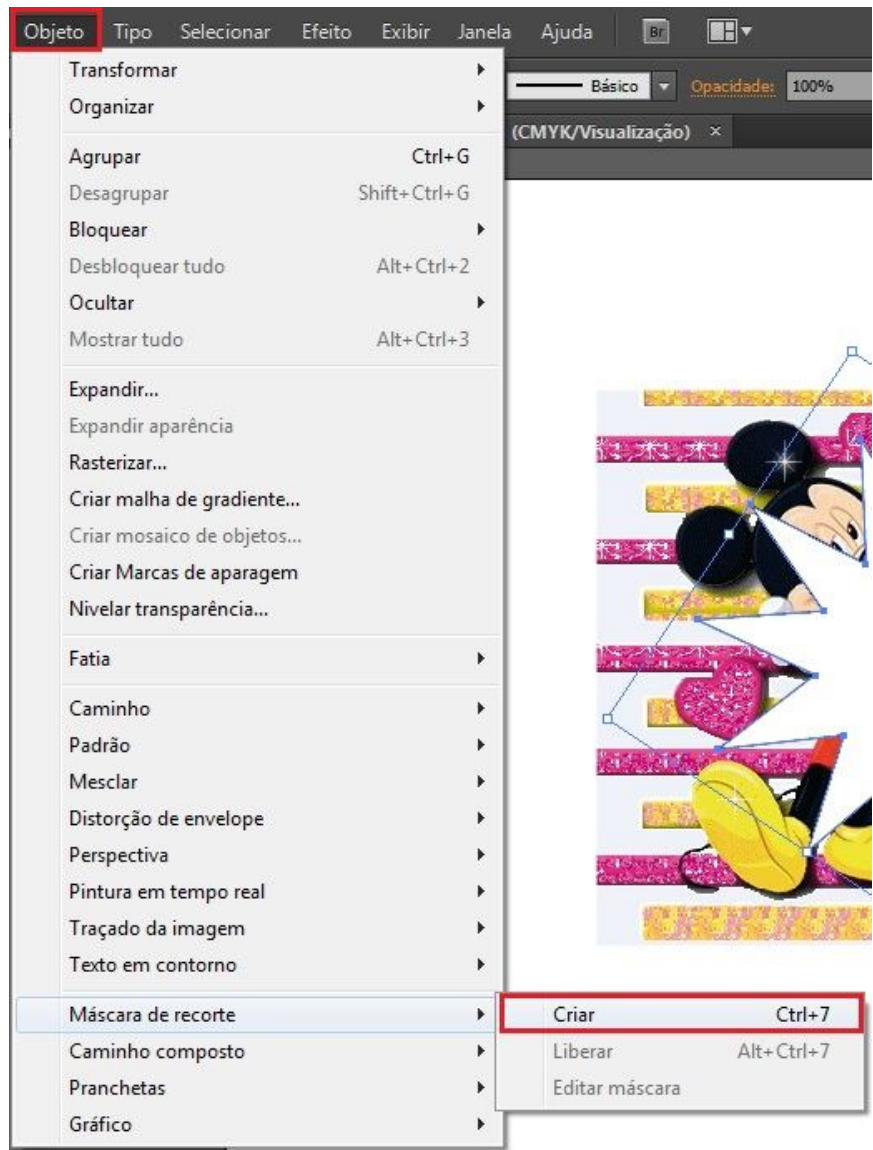 Objeto Tipo Selecionar Efeito Exibir Janela Ajuda Br
Básico Opacidade: 100%
(CMYK/Visualização) ×
Transformar
Organizar
Agrupar Ctrl+G
Desagrupar Shift+Ctrl+G
Bloquear
Desbloquear tudo Alt+Ctrl+2
Ocultar
Mostrar tudo Alt+Ctrl+3
Expandir...
Expandir aparência
Rasterizar...
Criar malha de gradiente...
Criar mosaico de objetos...
Criar Marcas de aparagem
Nivelar transparência...
Fatia
Caminho
Padrão
Mesclar
Distorção de envelope
Perspectiva
Pintura em tempo real
Traçado da imagem
Texto em contorno
Máscara de recorte
Caminho composto
Pranchetas
Gráfico
Criar Ctrl+7
Liberar Alt+Ctrl+7
Editar máscara